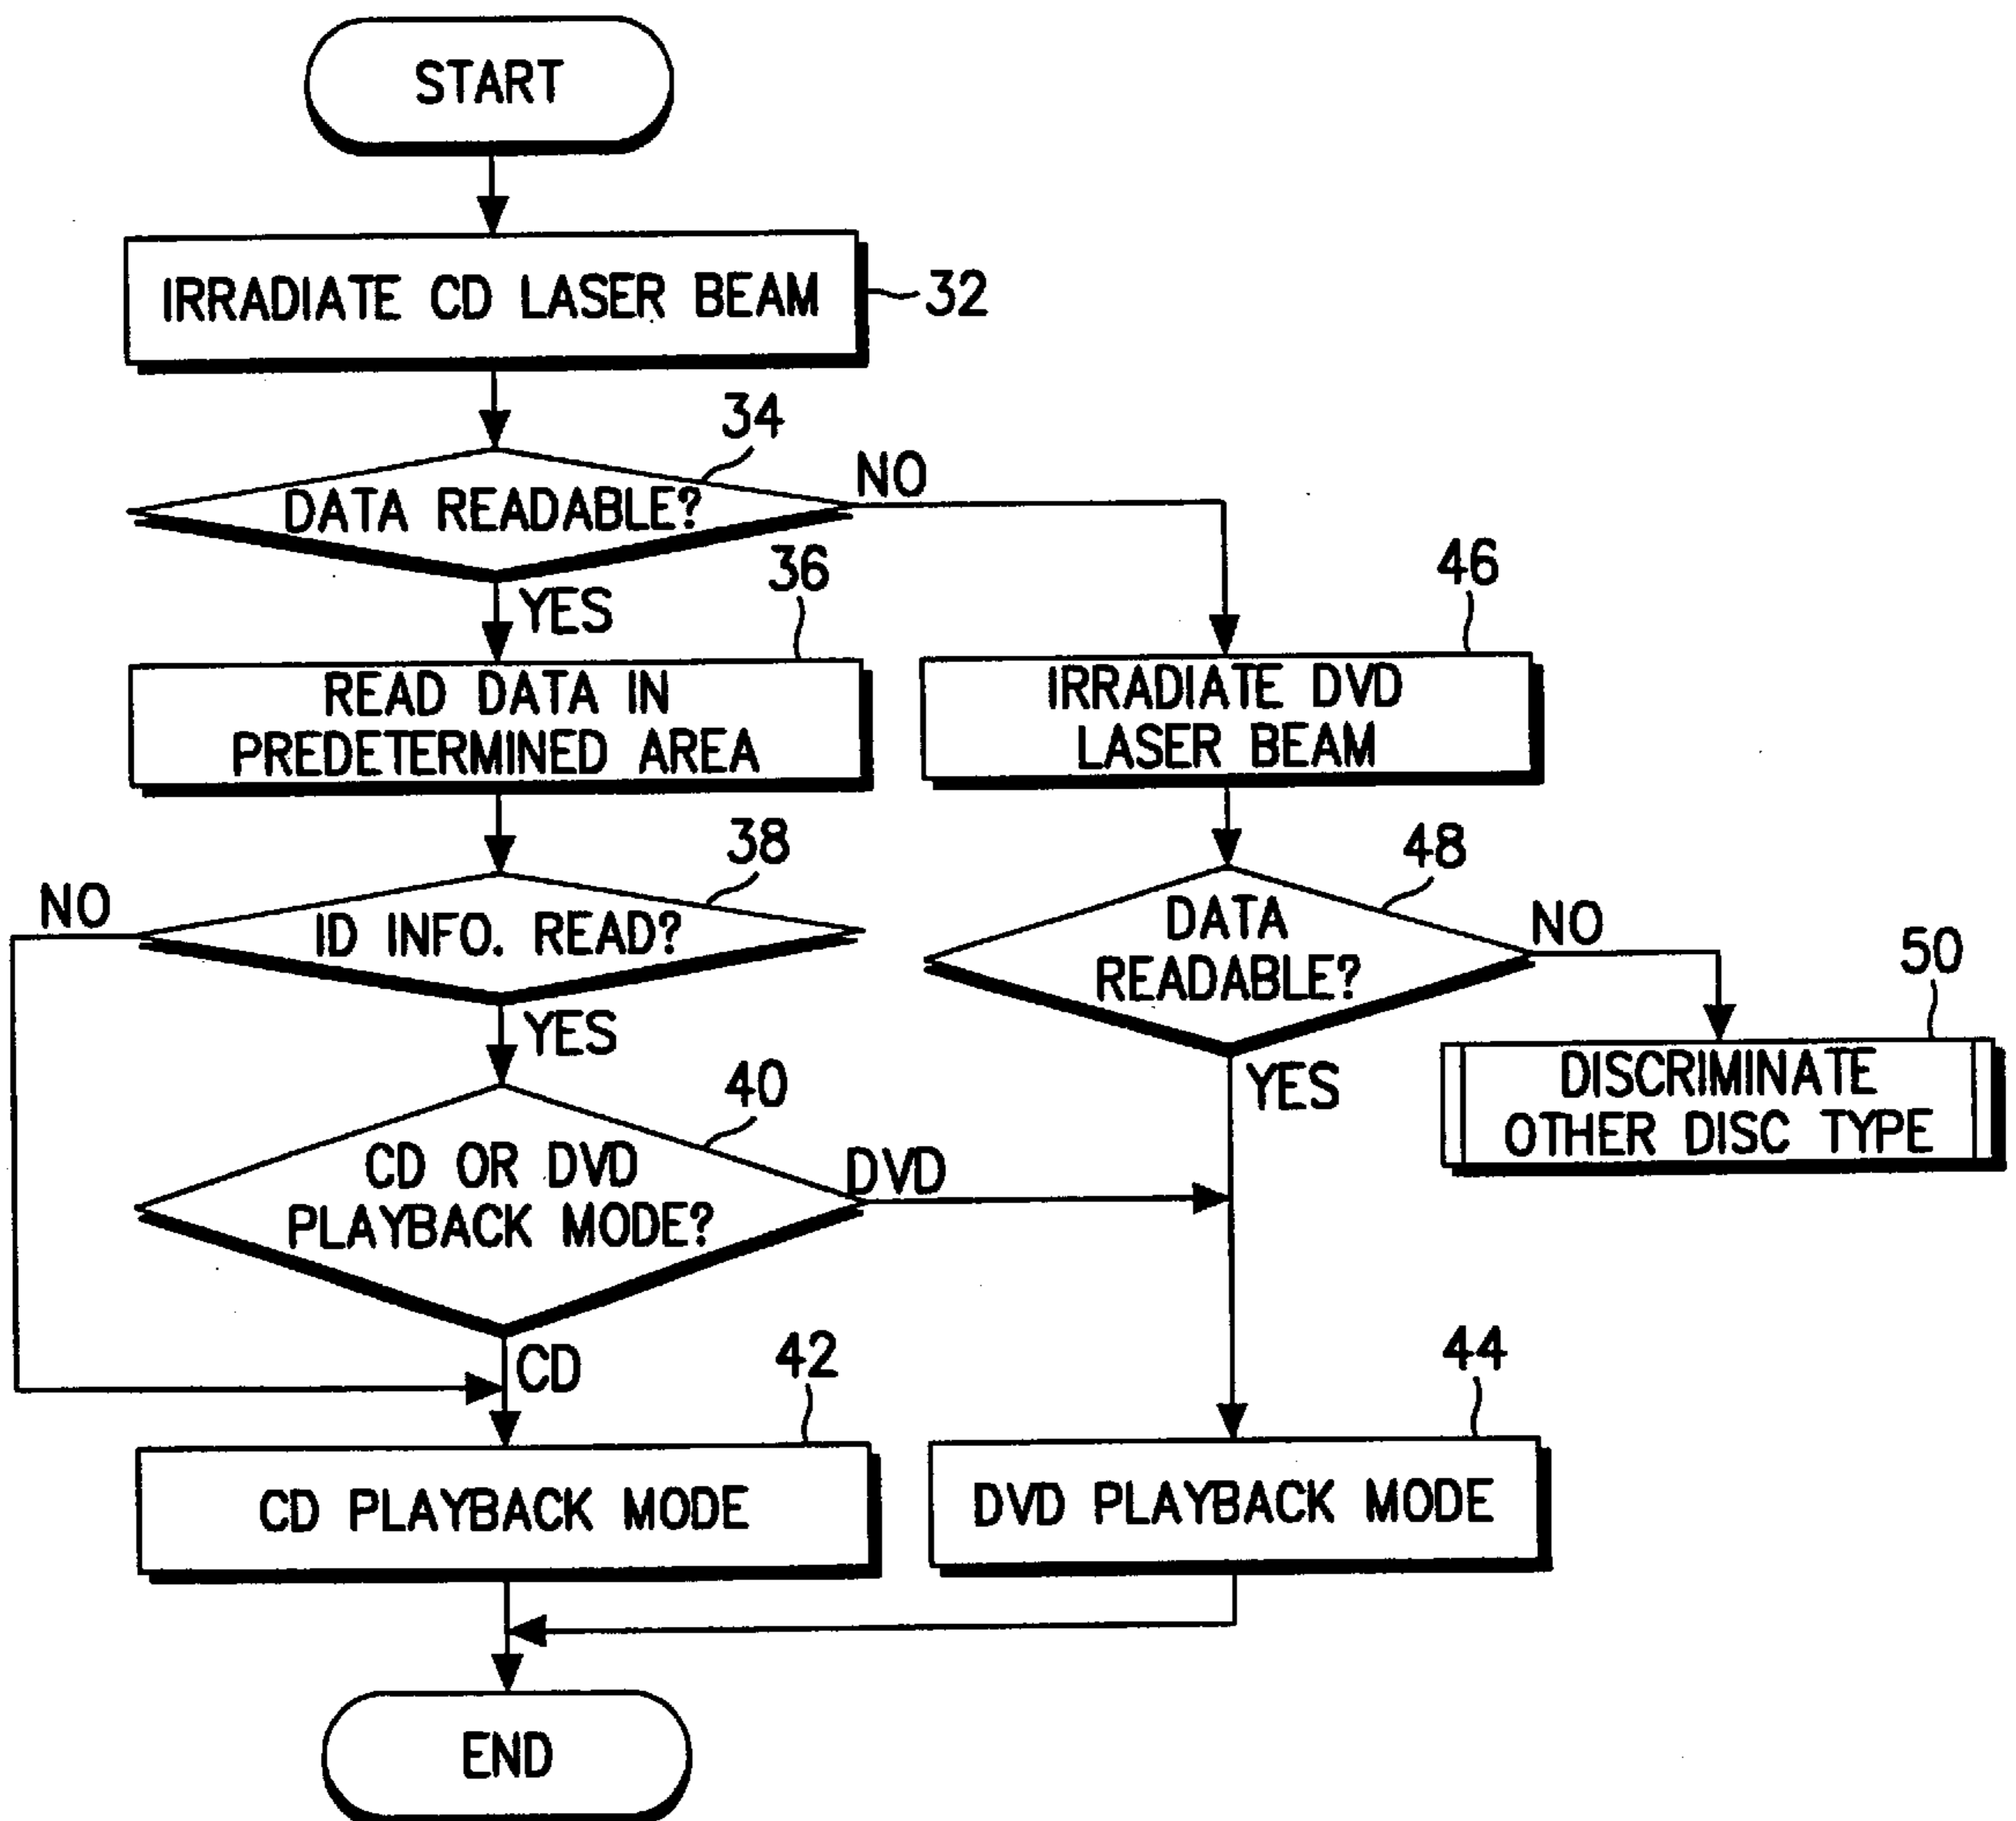 START
IRRADIATE CD LASER BEAM
32
34
DATA READABLE?
NO
YES
36
READ DATA IN
PREDETERMINED AREA
46
IRRADIATE DVD
LASER BEAM
38
ID INFO. READ?
NO
YES
48
DATA
READABLE?
NO
YES
50
DISCRIMINATE
OTHER DISC TYPE
40
CD OR DVD
PLAYBACK MODE?
DVD
CD
42
CD PLAYBACK MODE
44
DVD PLAYBACK MODE
END